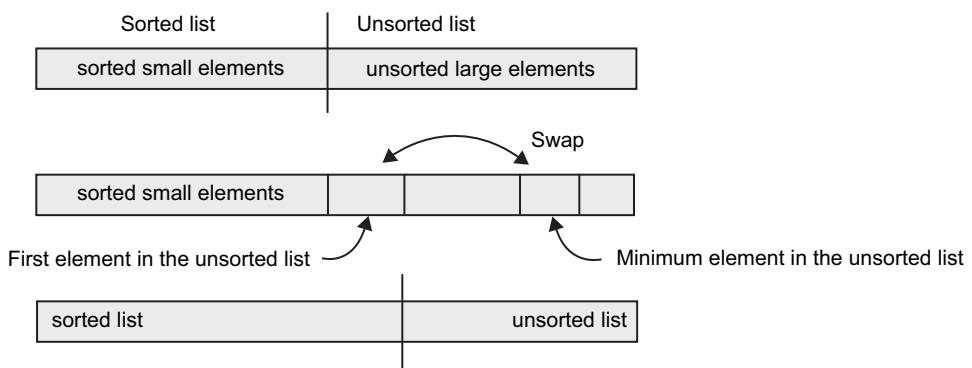 Sorted list
Unsorted list
sorted small elements
unsorted large elements
Swap
sorted small elements
First element in the unsorted list
Minimum element in the unsorted list
sorted list
unsorted list